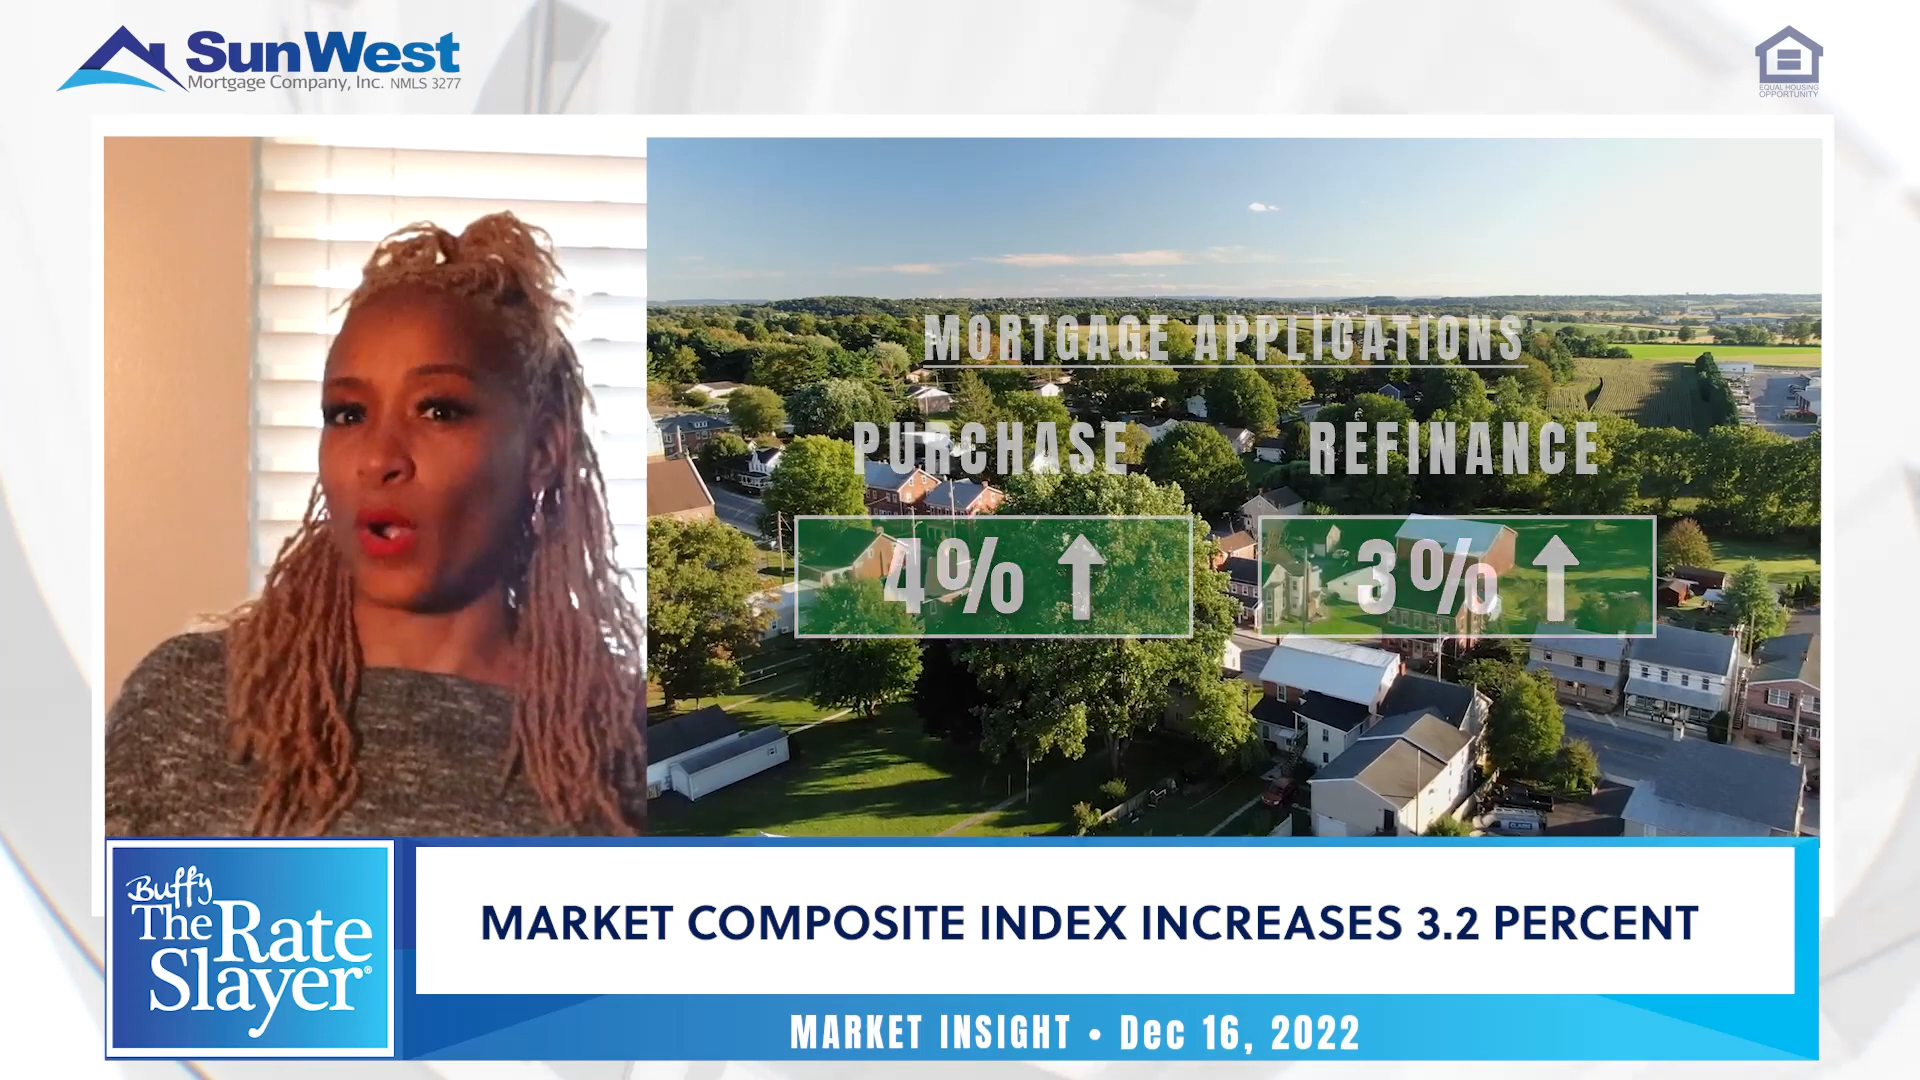 SunWest
Mortgage Company, Inc. NMLS 3277
EQUAL HOUSING
OPPORTUNITY
MORTGAGE APPLICATIONS
PURCHASE
REFINANCE
4% ↑
3% ↑
Buffy
The Rate
Slayer®
MARKET COMPOSITE INDEX INCREASES 3.2 PERCENT
MARKET INSIGHT • Dec 16, 2022